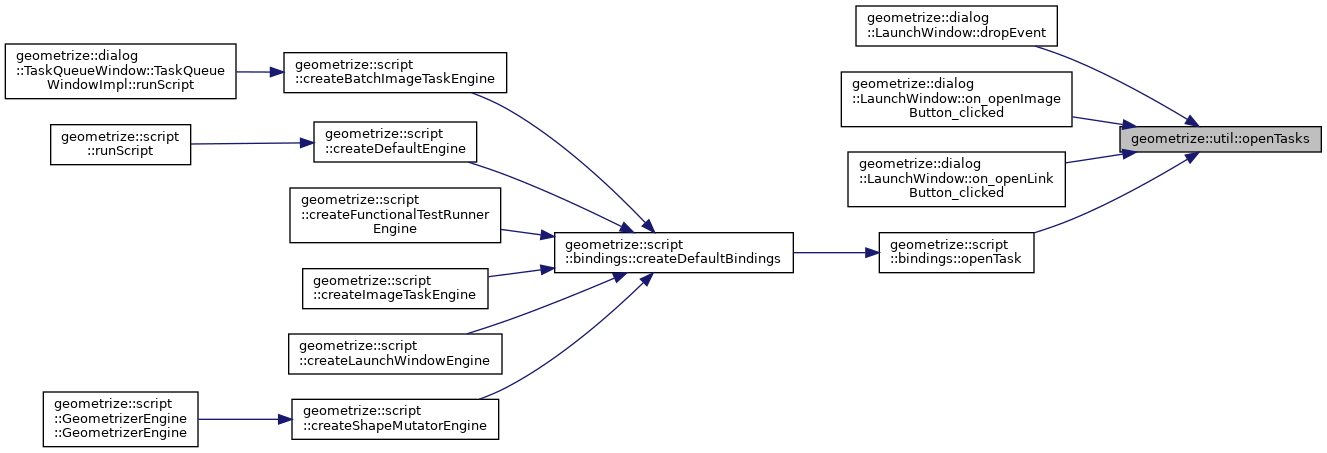 geometrize::dialog
::TaskQueueWindow::TaskQueue
WindowImpl::runScript
geometrize::script
::createBatchImageTaskEngine
geometrize::script
::runScript
geometrize::script
::createDefaultEngine
geometrize::script
::createFunctionalTestRunner
Engine
geometrize::script
::createImageTaskEngine
geometrize::script
::createLaunchWindowEngine
geometrize::script
::GeometrizerEngine
::GeometrizerEngine
geometrize::script
::createShapeMutatorEngine
geometrize::script
::bindings::createDefaultBindings
geometrize::dialog
::LaunchWindow::dropEvent
geometrize::dialog
::LaunchWindow::on_openImage
Button_clicked
geometrize::dialog
::LaunchWindow::on_openLink
Button_clicked
geometrize::script
::bindings::openTask
geometrize::util::openTasks